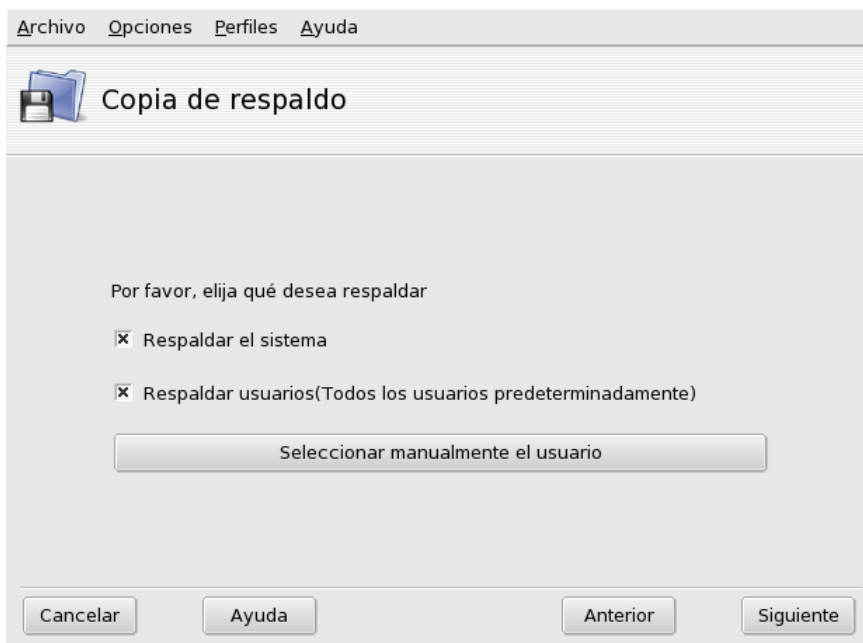 Archivo Opciones Perfiles Ayuda
Copia de respaldo
Por favor, elija qué desea respaldar
Respaldar el sistema
Respaldar usuarios(Todos los usuarios predeterminadamente)
Seleccionar manualmente el usuario
Cancelar Ayuda Anterior Siguiente